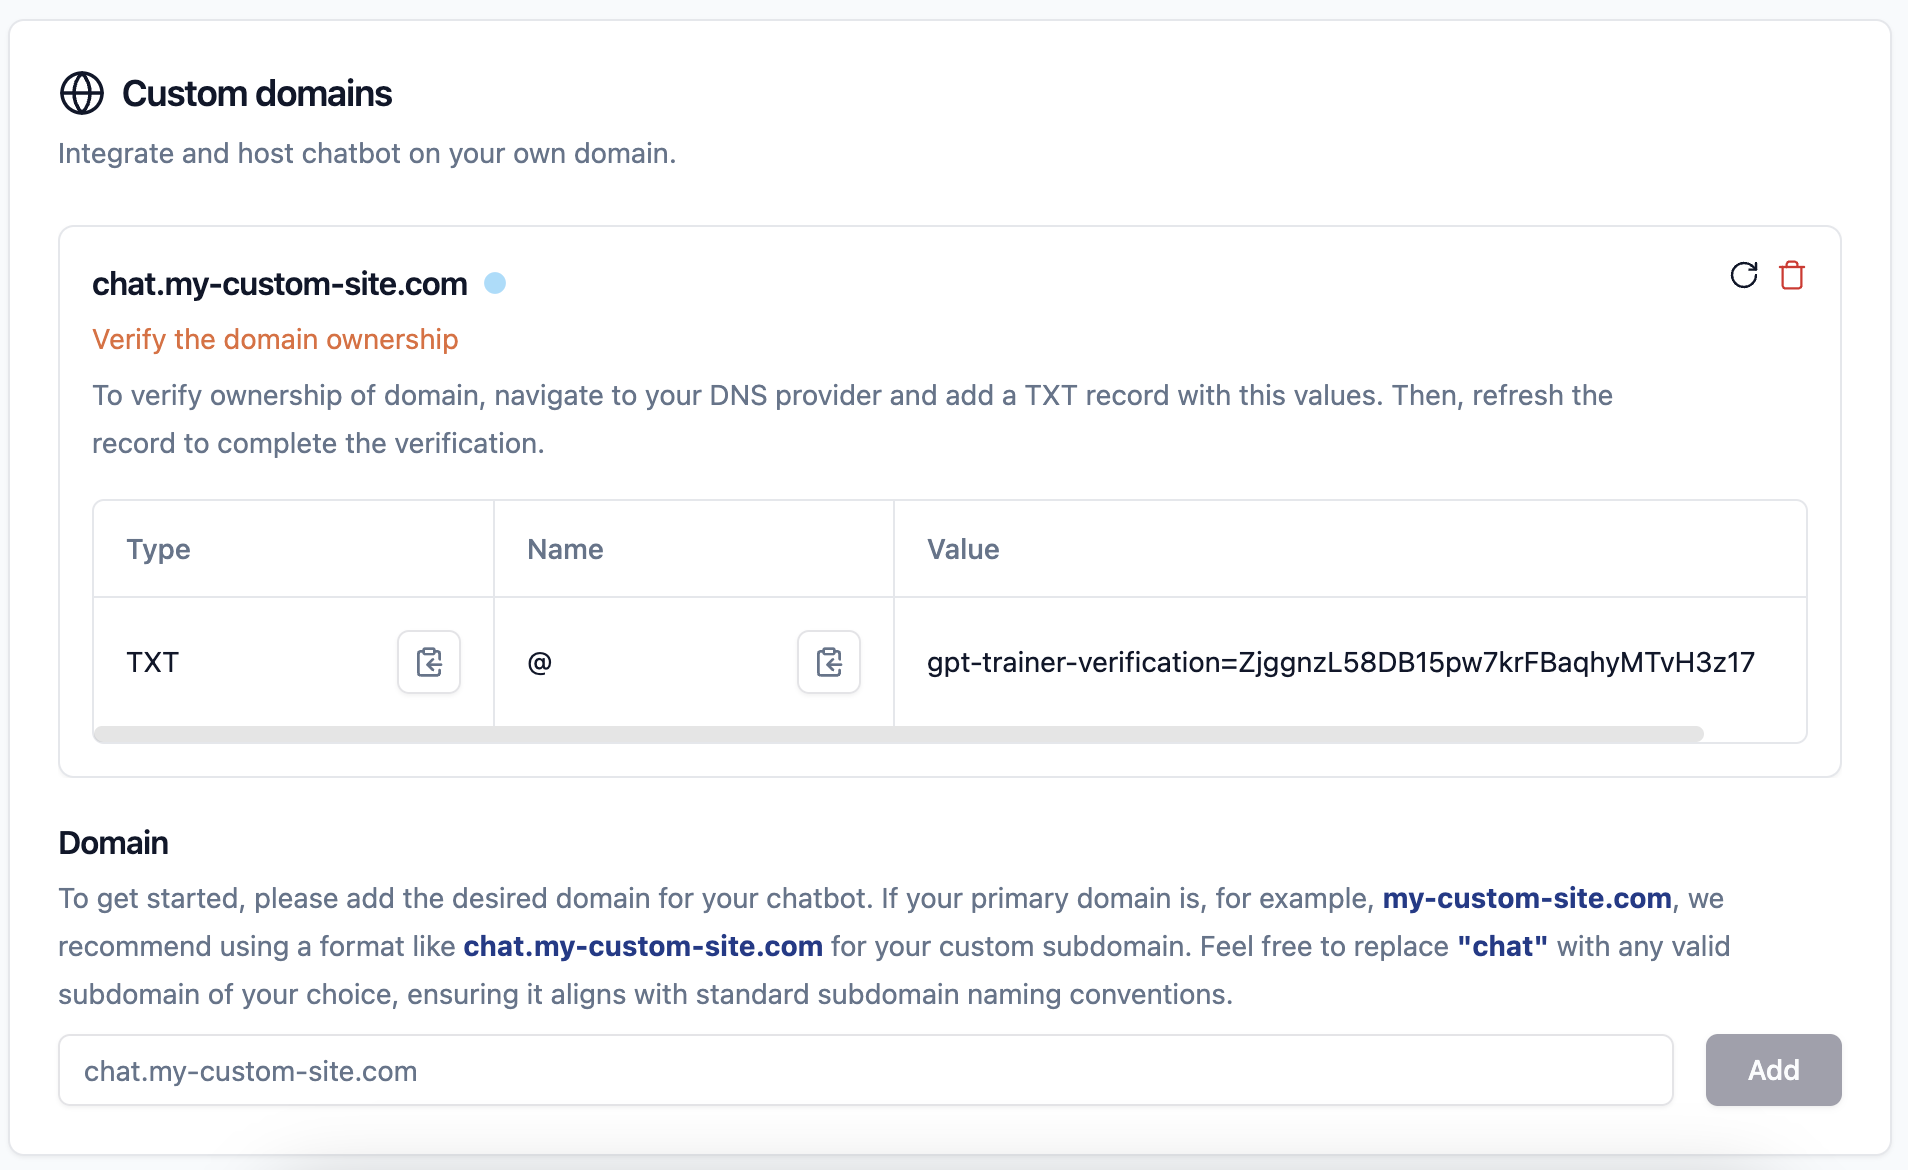 Custom domains
Integrate and host chatbot on your own domain.
chat.my-custom-site.com
Verify the domain ownership
To verify ownership of domain, navigate to your DNS provider and add a TXT record with this values. Then, refresh the
record to complete the verification.
Type Name Value
TXT @ gpt-trainer-verification=ZjggnzL58DB15pw7krFBaqhyMTvH3z17
Domain
To get started, please add the desired domain for your chatbot. If your primary domain is, for example, my-custom-site.com, we
recommend using a format like chat.my-custom-site.com for your custom subdomain. Feel free to replace "chat" with any valid
subdomain of your choice, ensuring it aligns with standard subdomain naming conventions.
chat.my-custom-site.com
Add